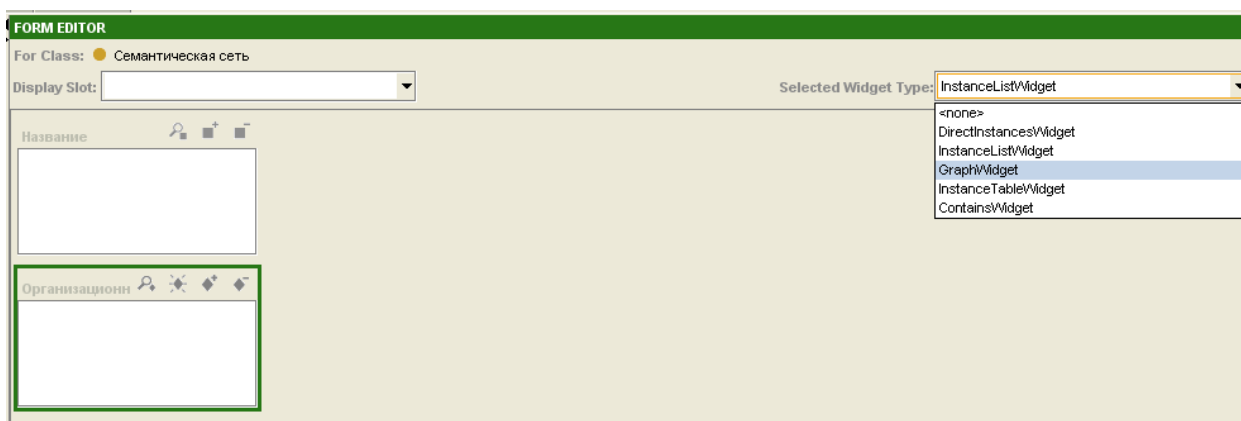 FORM EDITOR
For Class: Семантическая сеть
Display Slot: Selected Widget Type: InstanceListWidget
<none>
DirectInstancesWidget
InstanceListWidget
GraphWidget
InstanceTableWidget
ContainsWidget
Название
Организационн